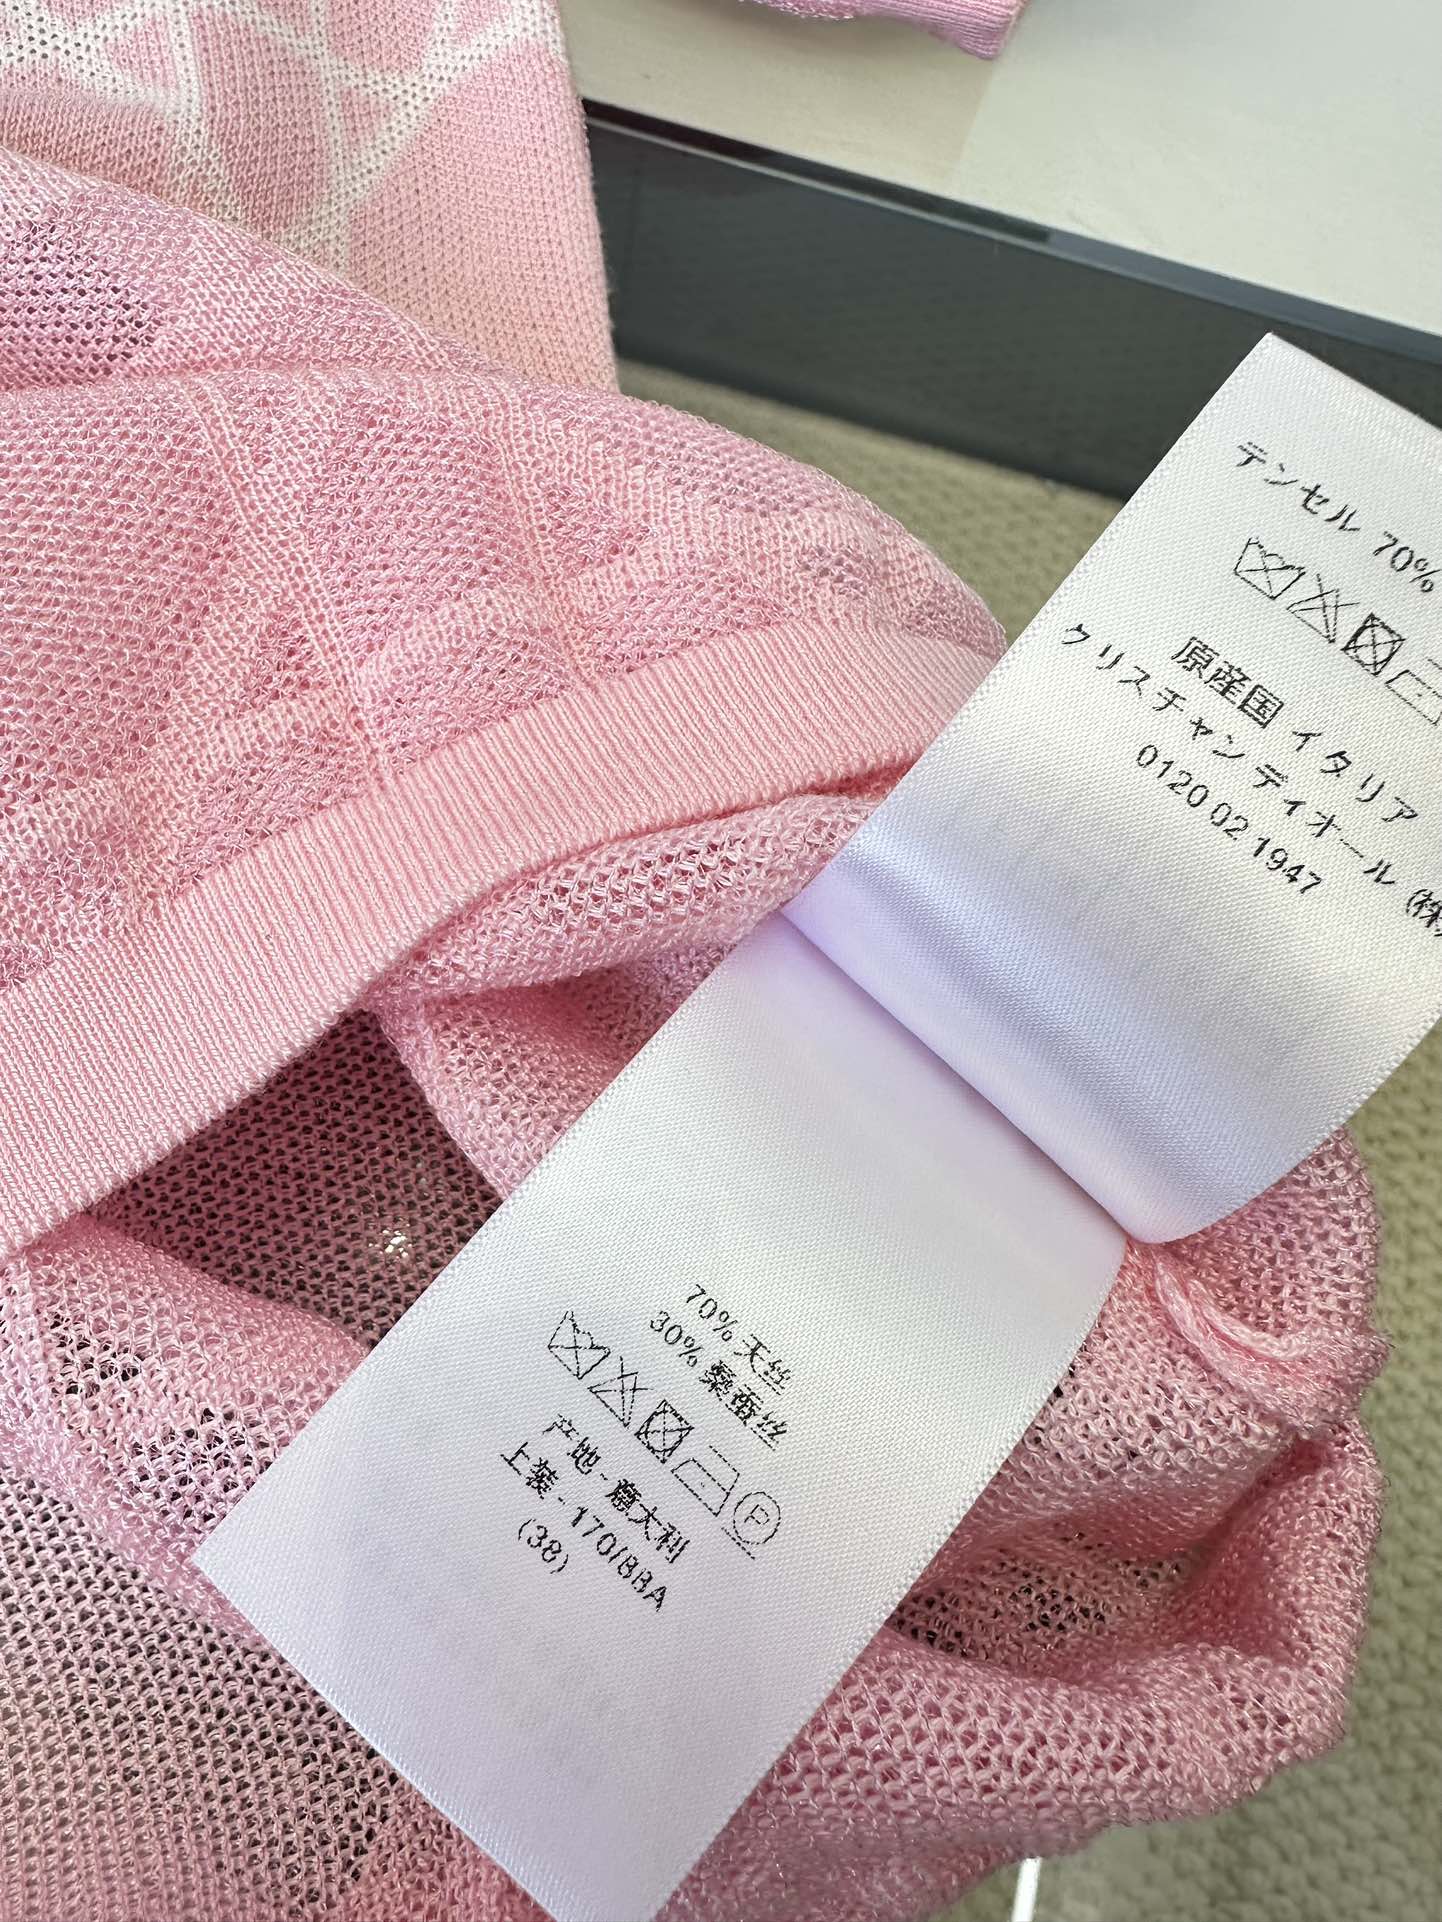 テンセル 70%
原産国 イタリア
クリスチャン ディオール (株)
0120 02 1947
70% 天丝
30% 桑蚕丝
P
产地 - 意大利
上装 - 170/88A
(38)